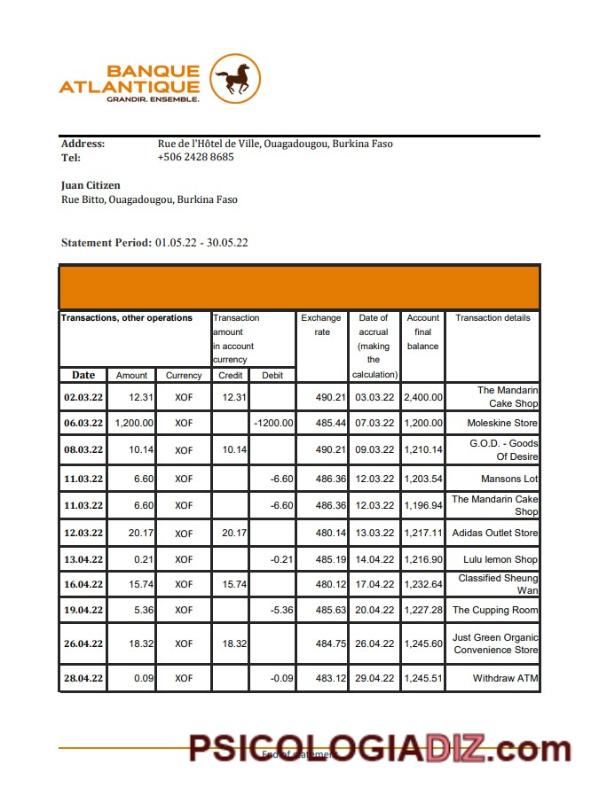 BANQUE
ATLANTIQUE
GRANDIR. ENSEMBLE.
Address: Rue de l'Hôtel de Ville, Ouagadougou, Burkina Faso
Tel: +506 2428 8685
Juan Citizen
Rue Bitto, Ouagadougou, Burkina Faso
Statement Period: 01.05.22 - 30.05.22
Transactions, other operations
Transaction
amount
in account
currency
Exchange
rate
Date of
accrual
(making
the
calculation)
Account
final
balance
Transaction details
Date Amount Currency Credit Debit
02.03.22 12.31 XOF 12.31 490.21 03.03.22 2,400.00 The Mandarin
Cake Shop
06.03.22 1,200.00 XOF -1200.00 485.44 07.03.22 1,200.00 Moleskine Store
08.03.22 10.14 XOF 10.14 490.21 09.03.22 1,210.14 G.O.D. - Goods
Of Desire
11.03.22 6.60 XOF -6.60 486.36 12.03.22 1,203.54 Mansons Lot
11.03.22 6.60 XOF -6.60 486.36 12.03.22 1,196.94 The Mandarin Cake
Shop
12.03.22 20.17 XOF 20.17 480.14 13.03.22 1,217.11 Adidas Outlet Store
13.04.22 0.21 XOF -0.21 485.19 14.04.22 1,216.90 Lulu lemon Shop
16.04.22 15.74 XOF 15.74 480.12 17.04.22 1,232.64 Classified Sheung
Wan
19.04.22 5.36 XOF -5.36 485.63 20.04.22 1,227.28 The Cupping Room
26.04.22 18.32 XOF 18.32 484.75 26.04.22 1,245.60 Just Green Organic
Convenience Store
28.04.22 0.09 XOF -0.09 483.12 29.04.22 1,245.51 Withdraw ATM
End of statement
PSICOLOGIADIZ.com